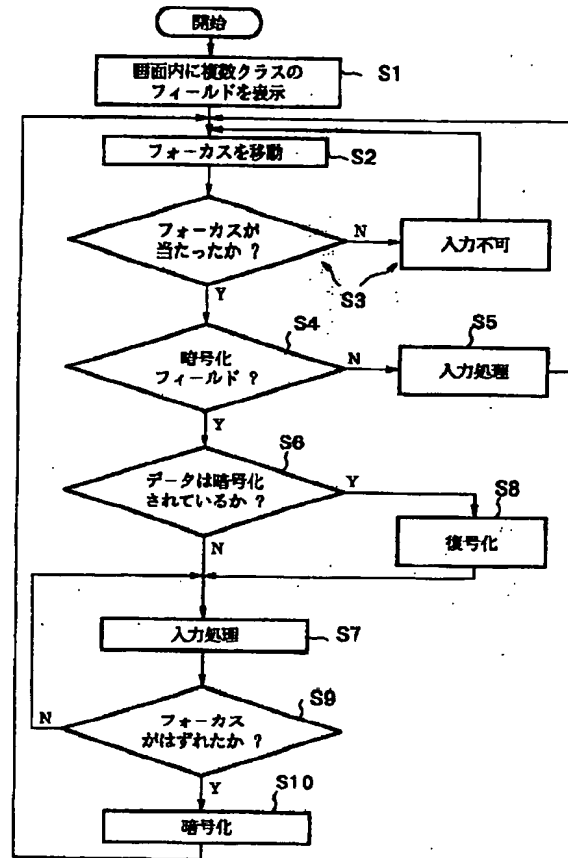 開始
画面内に複数クラスの
フィールドを表示
S1
フォーカスを移動
S2
フォーカスが
当たったか ?
N
入力不可
S3
Y
S4
暗号化
フィールド ?
N
S5
入力処理
Y
S6
データは暗号化
されているか ?
Y
S8
復号化
N
入力処理
S7
S9
フォーカス
がはずれたか ?
N
Y
S10
暗号化